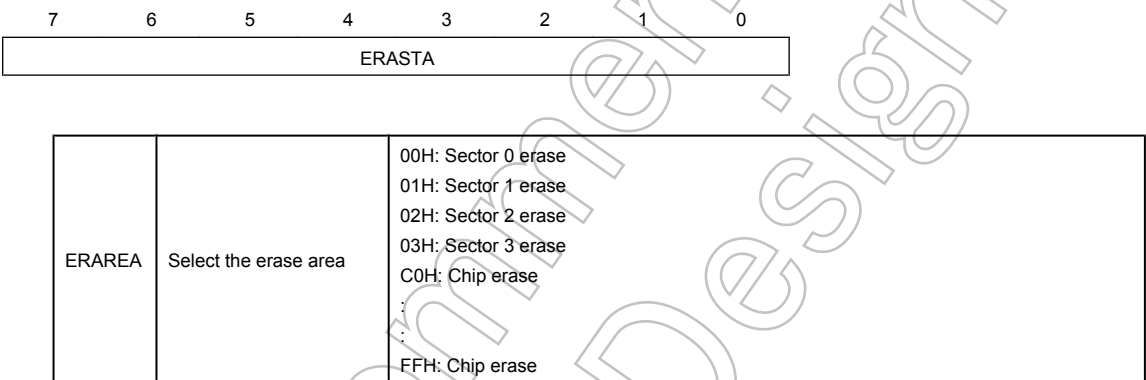 7 6 5 4 3 2 1 0
ERASTA
ERAREA
Select the erase area
00H: Sector 0 erase
01H: Sector 1 erase
02H: Sector 2 erase
03H: Sector 3 erase
C0H: Chip erase
:
:
FFH: Chip erase